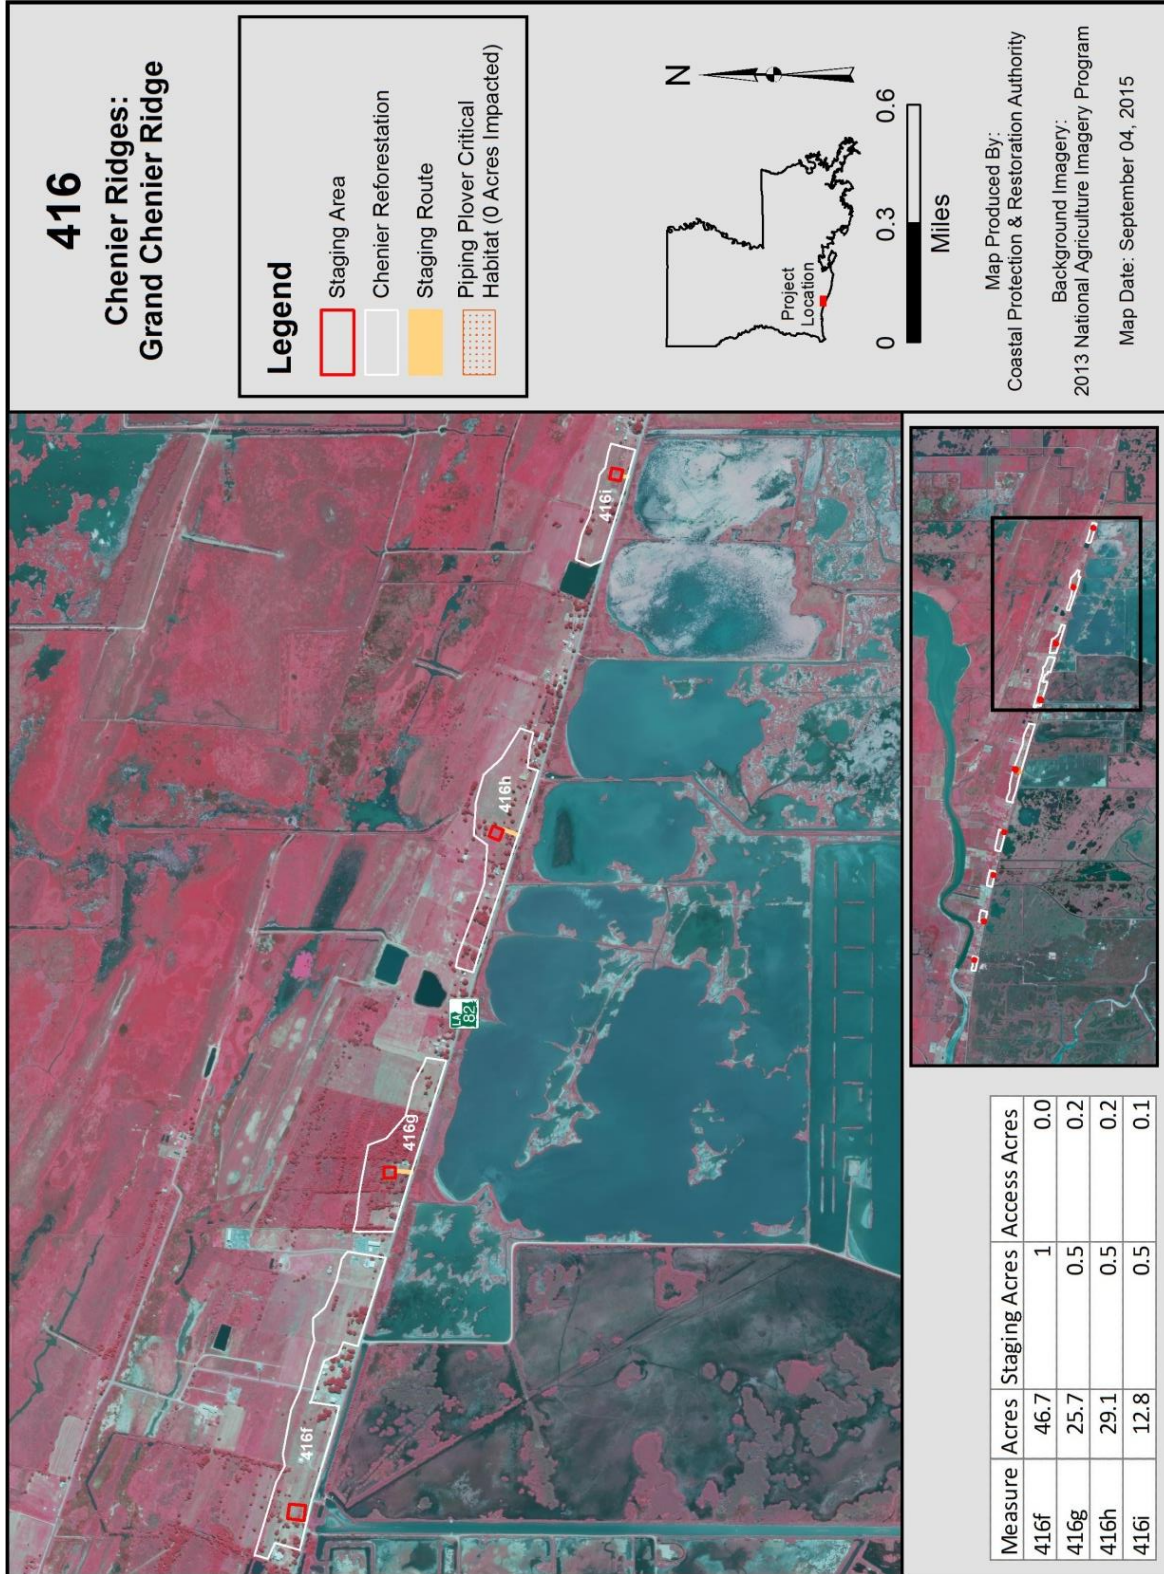 416
Chenier Ridges:
Grand Chenier Ridge
Legend
Staging Area
Chenier Reforestation
Staging Route
Piping Plover Critical
Habitat (0 Acres Impacted)
N
Project
Location
0 0.3 0.6
Miles
Map Produced By:
Coastal Protection & Restoration Authority
Background Imagery:
2013 National Agriculture Imagery Program
Map Date: September 04, 2015
416f
416g
LA
82
416h
416i
Measure Acres Staging Acres Access Acres
416f 46.7 1 0.0
416g 25.7 0.5 0.2
416h 29.1 0.5 0.2
416i 12.8 0.5 0.1